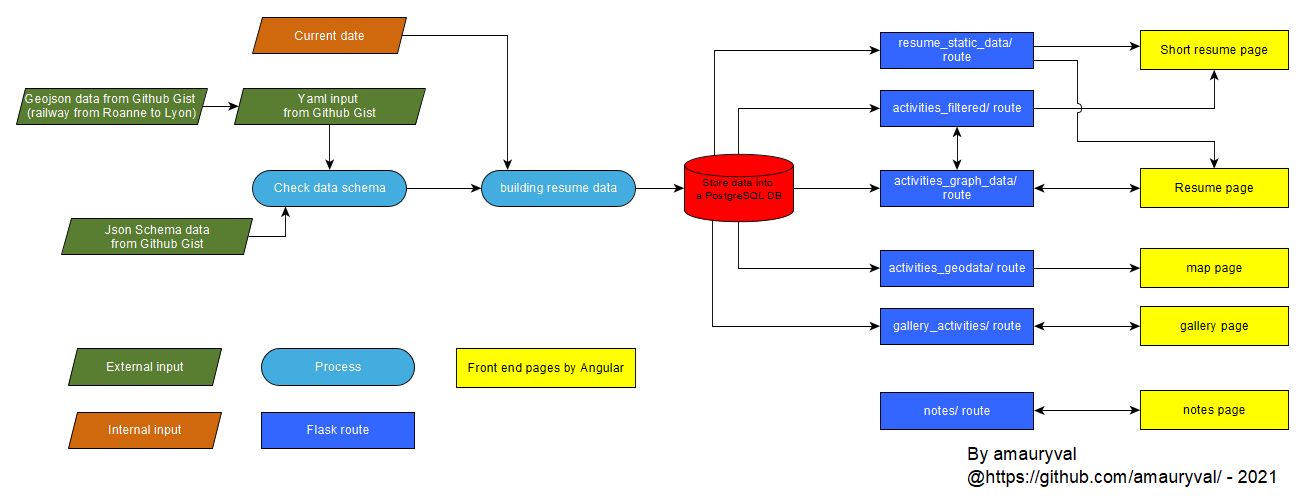 Current date
resume_static_data/
route
Short resume page
Geojson data from Github Gist
(railway from Roanne to Lyon)
Yaml input
from Github Gist
activities_filtered/ route
Check data schema
building resume data
Store data into
a PostgreSQL DB
activities_graph_data/
route
Resume page
Json Schema data
from Github Gist
activities_geodata/ route
map page
gallery_activities/ route
gallery page
External input
Process
Front end pages by Angular
Internal input
Flask route
notes/ route
notes page
By amauryval
@https://github.com/amauryval/ - 2021